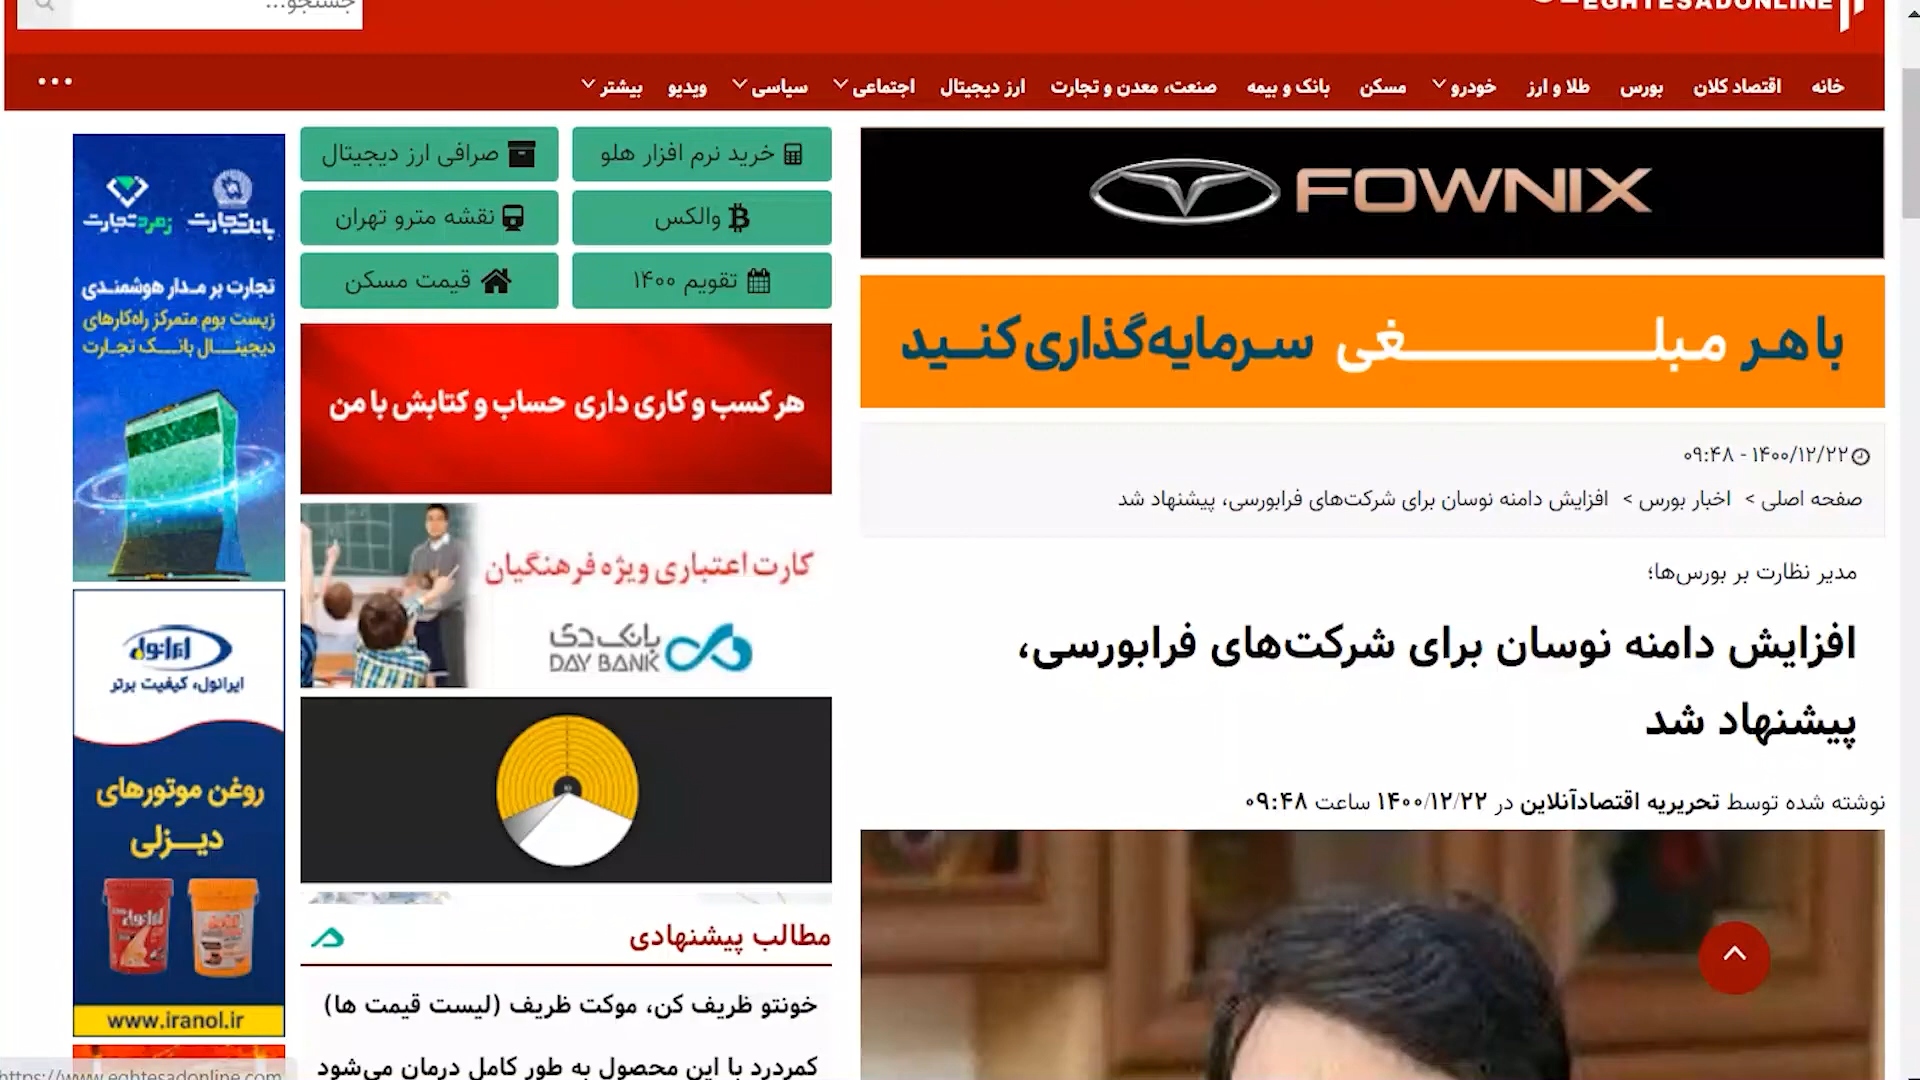 جستجو...
EGHTESADONLINE
خانه اقتصاد کلان بورس طلا و ارز خودرو مسکن بانک و بیمه صنعت، معدن و تجارت ارز دیجیتال اجتماعی سیاسی ویدیو بیشتر
FOWNIX
با هر مبلغی سرمایه‌گذاری کنید
۱۴۰۰/۱۲/۲۲ - ۰۹:۴۸
صفحه اصلی > اخبار بورس > افزایش دامنه نوسان برای شرکت‌های فرابورسی، پیشنهاد شد
مدیر نظارت بر بورس‌ها؛
افزایش دامنه نوسان برای شرکت‌های فرابورسی،
پیشنهاد شد
نوشته شده توسط تحریریه اقتصادآنلاین در ۱۴۰۰/۱۲/۲۲ ساعت ۰۹:۴۸
خرید نرم افزار هلو
صرافی ارز دیجیتال
والکس
نقشه مترو تهران
تقویم ۱۴۰۰
قیمت مسکن
هر کسب و کاری داری حساب و کتابش با من
کارت اعتباری ویژه فرهنگیان
بانک دی
DAY BANK
مطالب پیشنهادی
خونتو ظریف کن، موکت ظریف (لیست قیمت ها)
کمردرد با این محصول به طور کامل درمان می‌شود
بانک تجارت
زمرد تجارت
تجارت بر مدار هوشمندی
زیست بوم متمرکز راه‌کارهای
دیجیتال بانک تجارت
ایرانول
ایرانول، کیفیت برتر
روغن موتورهای
دیزلی
www.iranol.ir
https://www.eghtesadonline.com